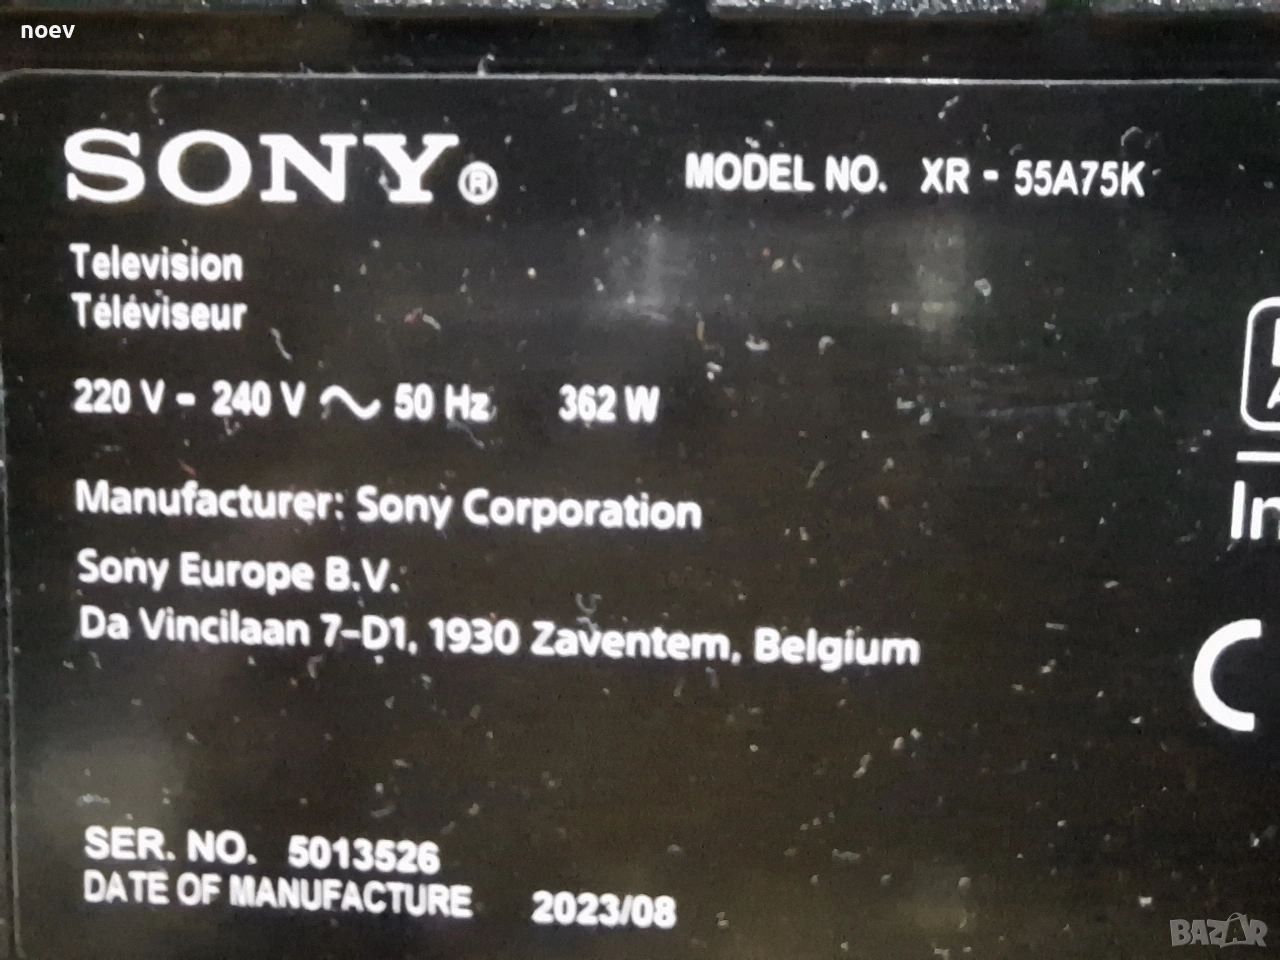 noev
SONY®
MODEL NO. XR - 55A75K
Television
Téléviseur
220 V - 240 V ~ 50 Hz 362 W
Manufacturer: Sony Corporation
Sony Europe B.V.
Da Vincilaan 7-D1, 1930 Zaventem, Belgium
SER. NO. 5013526
DATE OF MANUFACTURE 2023/08
BAZAR